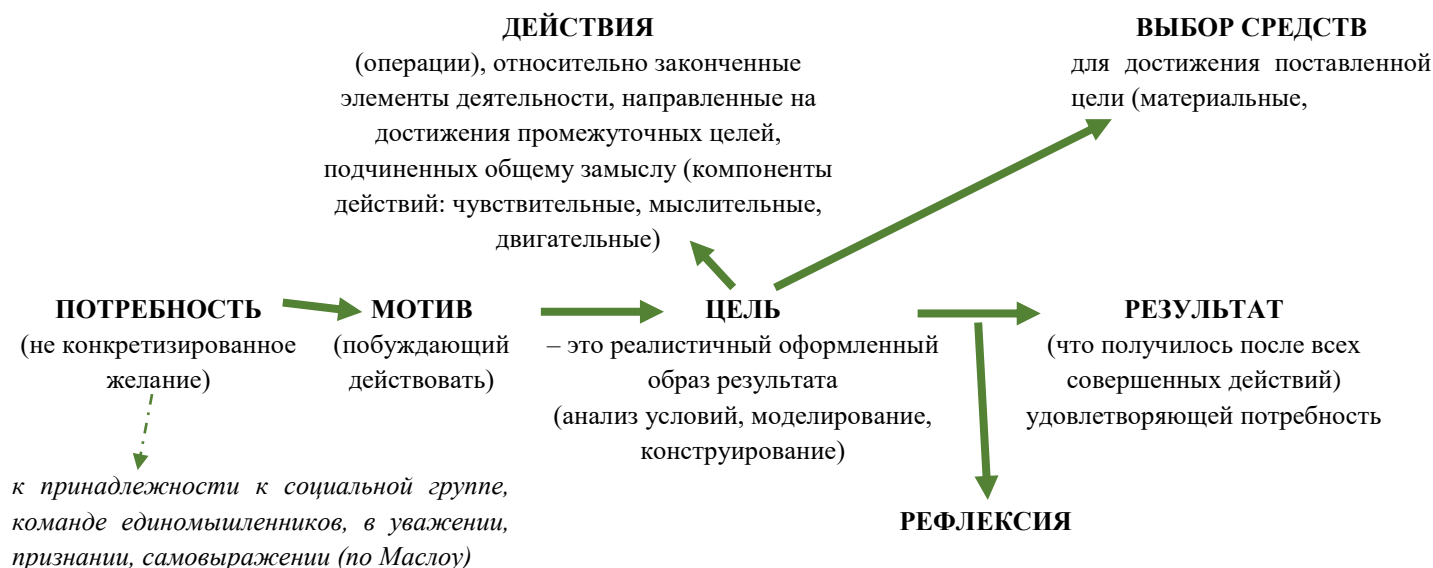 ДЕЙСТВИЯ
(операции), относительно законченные
элементы деятельности, направленные на
достижения промежуточных целей,
подчиненных общему замыслу (компоненты
действий: чувствительные, мыслительные,
двигательные)
ВЫБОР СРЕДСТВ
для достижения поставленной
цели (материальные,
ПОТРЕБНОСТЬ
(не конкретизированное
желание)
МОТИВ
(побуждающий
действовать)
ЦЕЛЬ
– это реалистичный оформленный
образ результата
(анализ условий, моделирование,
конструирование)
РЕЗУЛЬТАТ
(что получилось после всех
совершенных действий)
удовлетворяющей потребность
к принадлежности к социальной группе,
команде единомышленников, в уважении,
признании, самовыражении (по Маслоу)
РЕФЛЕКСИЯ